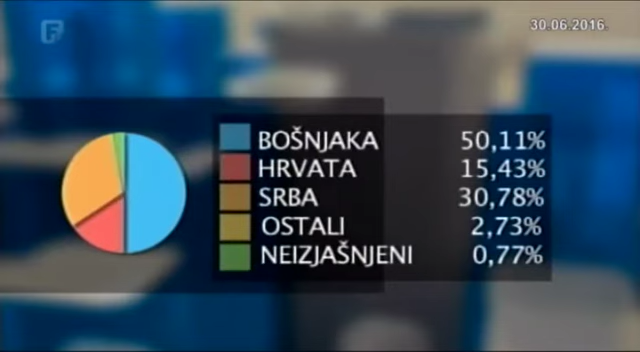 30.06.2016.
BOŠNJAKA 50,11%
HRVATA 15,43%
SRBA 30,78%
OSTALI 2,73%
NEIZJAŠNJENI 0,77%